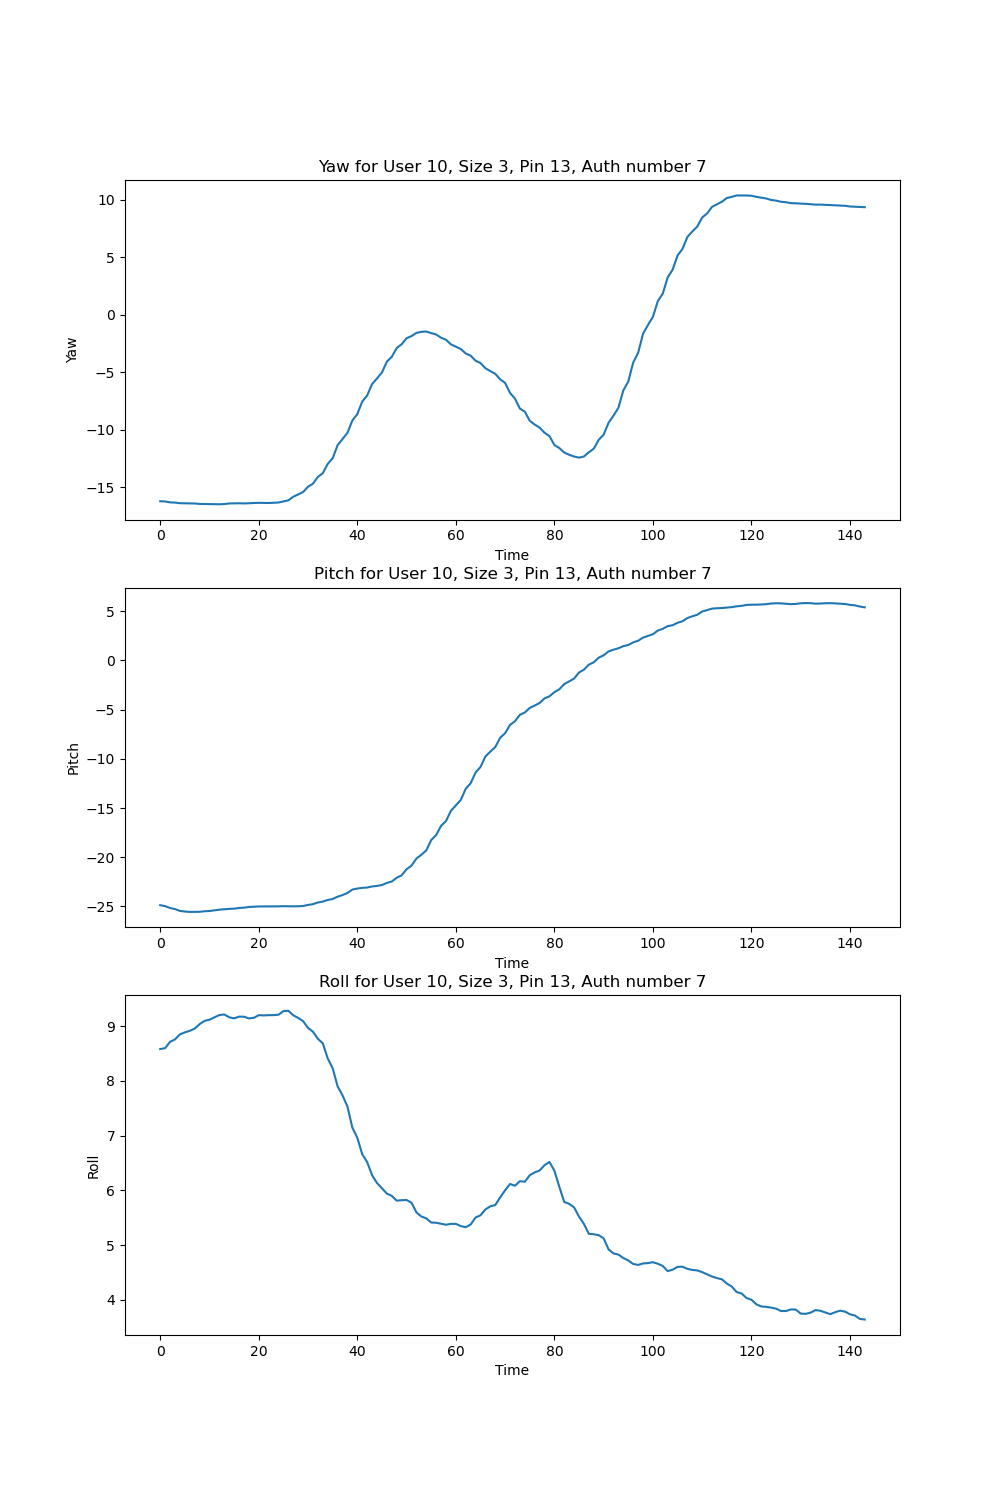 Yaw for User 10, Size 3, Pin 13, Auth number 7
10
5
0
−5
−10
−15
Yaw
0 20 40 60 80 100 120 140
Time
Pitch for User 10, Size 3, Pin 13, Auth number 7
5
0
−5
−10
−15
−20
−25
Pitch
0 20 40 60 80 100 120 140
Time
Roll for User 10, Size 3, Pin 13, Auth number 7
9
8
7
6
5
4
Roll
0 20 40 60 80 100 120 140
Time